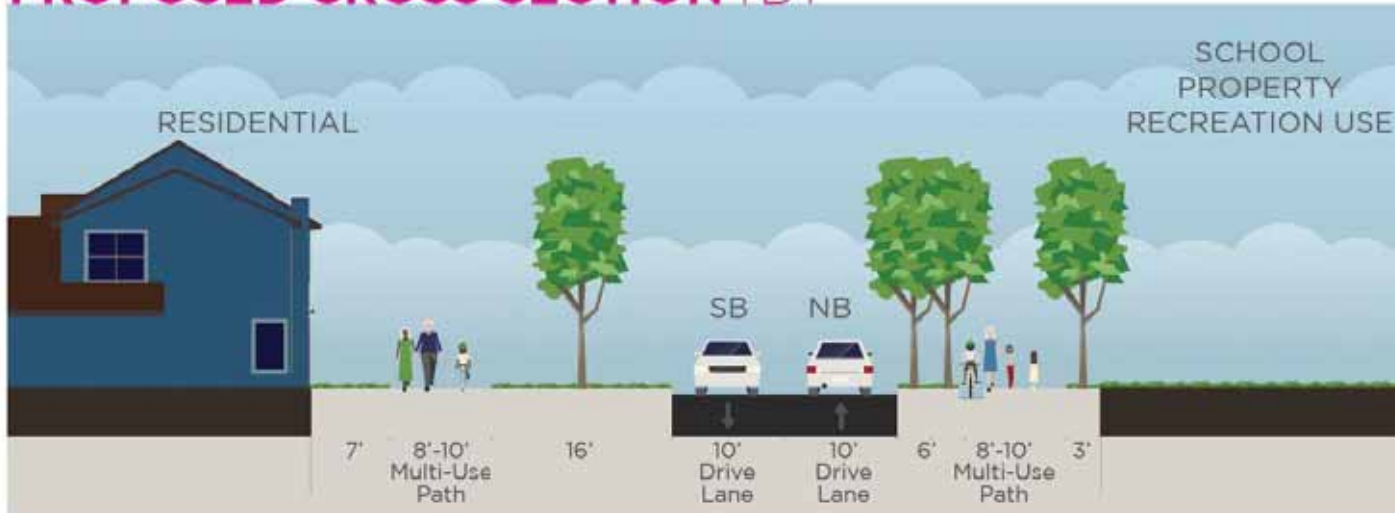 RESIDENTIAL
SCHOOL
PROPERTY
RECREATION USE
SB
NB
7'
8'-10'
Multi-Use
Path
16'
10'
Drive
Lane
10'
Drive
Lane
6'
8'-10'
Multi-Use
Path
3'